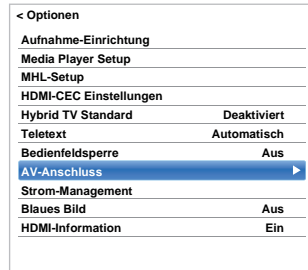 < Optionen
Aufnahme-Einrichtung
Media Player Setup
MHL-Setup
HDMI-CEC Einstellungen
Hybrid TV Standard Deaktiviert
Teletext Automatisch
Bedienfeldsperre Aus
AV-Anschluss
Strom-Management
Blaues Bild Aus
HDMI-Information Ein